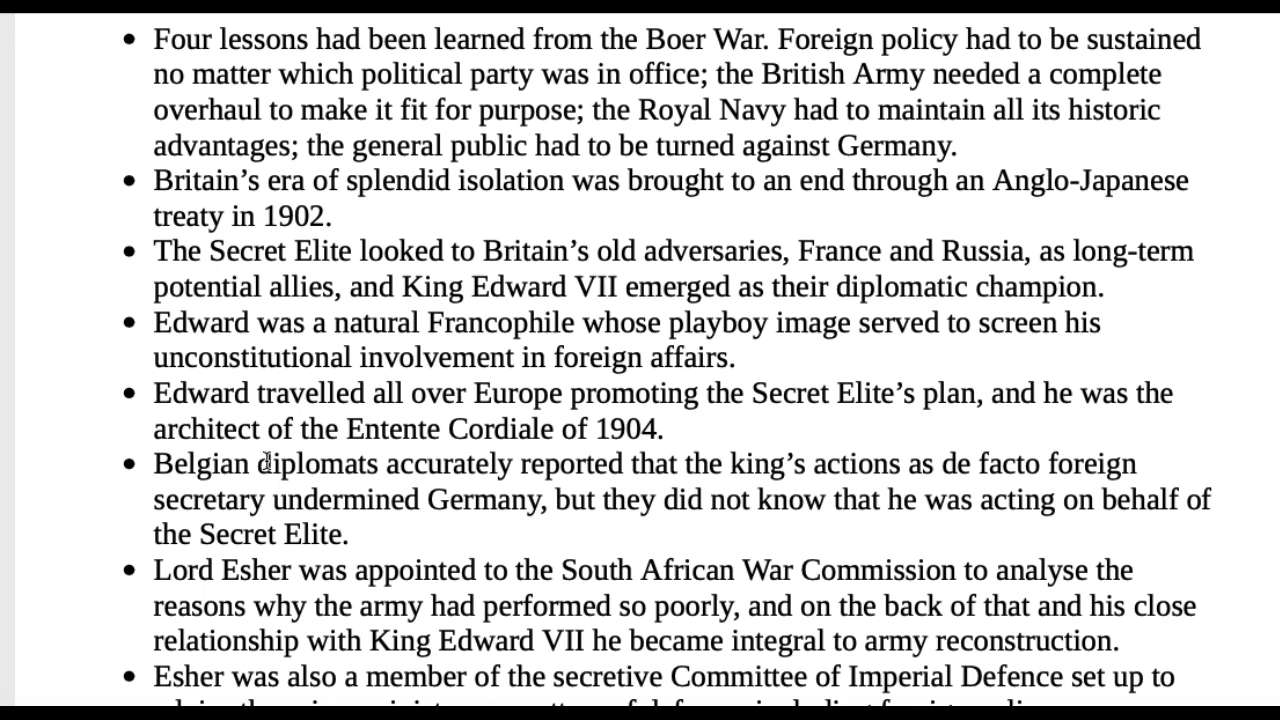 • Four lessons had been learned from the Boer War. Foreign policy had to be sustained
no matter which political party was in office; the British Army needed a complete
overhaul to make it fit for purpose; the Royal Navy had to maintain all its historic
advantages; the general public had to be turned against Germany.
• Britain’s era of splendid isolation was brought to an end through an Anglo-Japanese
treaty in 1902.
• The Secret Elite looked to Britain’s old adversaries, France and Russia, as long-term
potential allies, and King Edward VII emerged as their diplomatic champion.
• Edward was a natural Francophile whose playboy image served to screen his
unconstitutional involvement in foreign affairs.
• Edward travelled all over Europe promoting the Secret Elite’s plan, and he was the
architect of the Entente Cordiale of 1904.
• Belgian diplomats accurately reported that the king’s actions as de facto foreign
secretary undermined Germany, but they did not know that he was acting on behalf of
the Secret Elite.
• Lord Esher was appointed to the South African War Commission to analyse the
reasons why the army had performed so poorly, and on the back of that and his close
relationship with King Edward VII he became integral to army reconstruction.
• Esher was also a member of the secretive Committee of Imperial Defence set up to